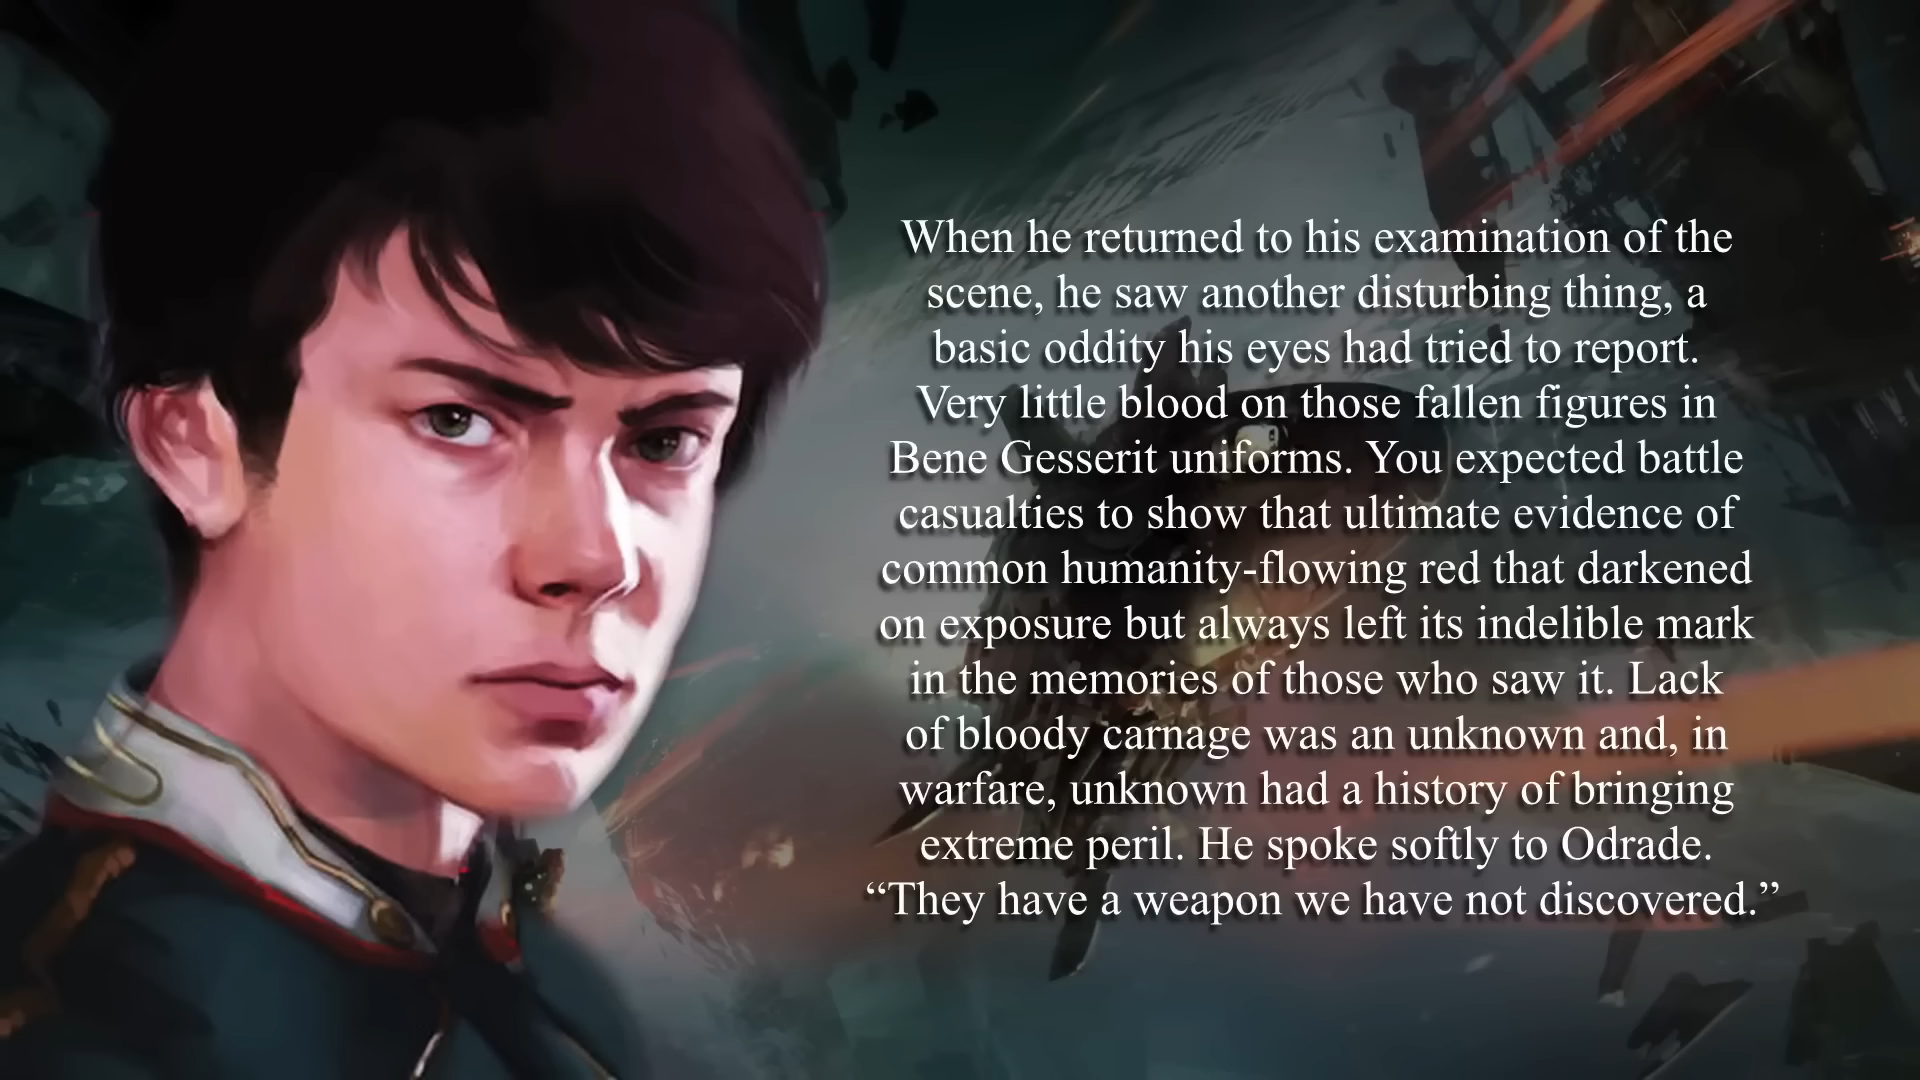 When he returned to his examination of the
scene, he saw another disturbing thing, a
basic oddity his eyes had tried to report.
Very little blood on those fallen figures in
Bene Gesserit uniforms. You expected battle
casualties to show that ultimate evidence of
common humanity-flowing red that darkened
on exposure but always left its indelible mark
in the memories of those who saw it. Lack
of bloody carnage was an unknown and, in
warfare, unknown had a history of bringing
extreme peril. He spoke softly to Odrade.
“They have a weapon we have not discovered.”